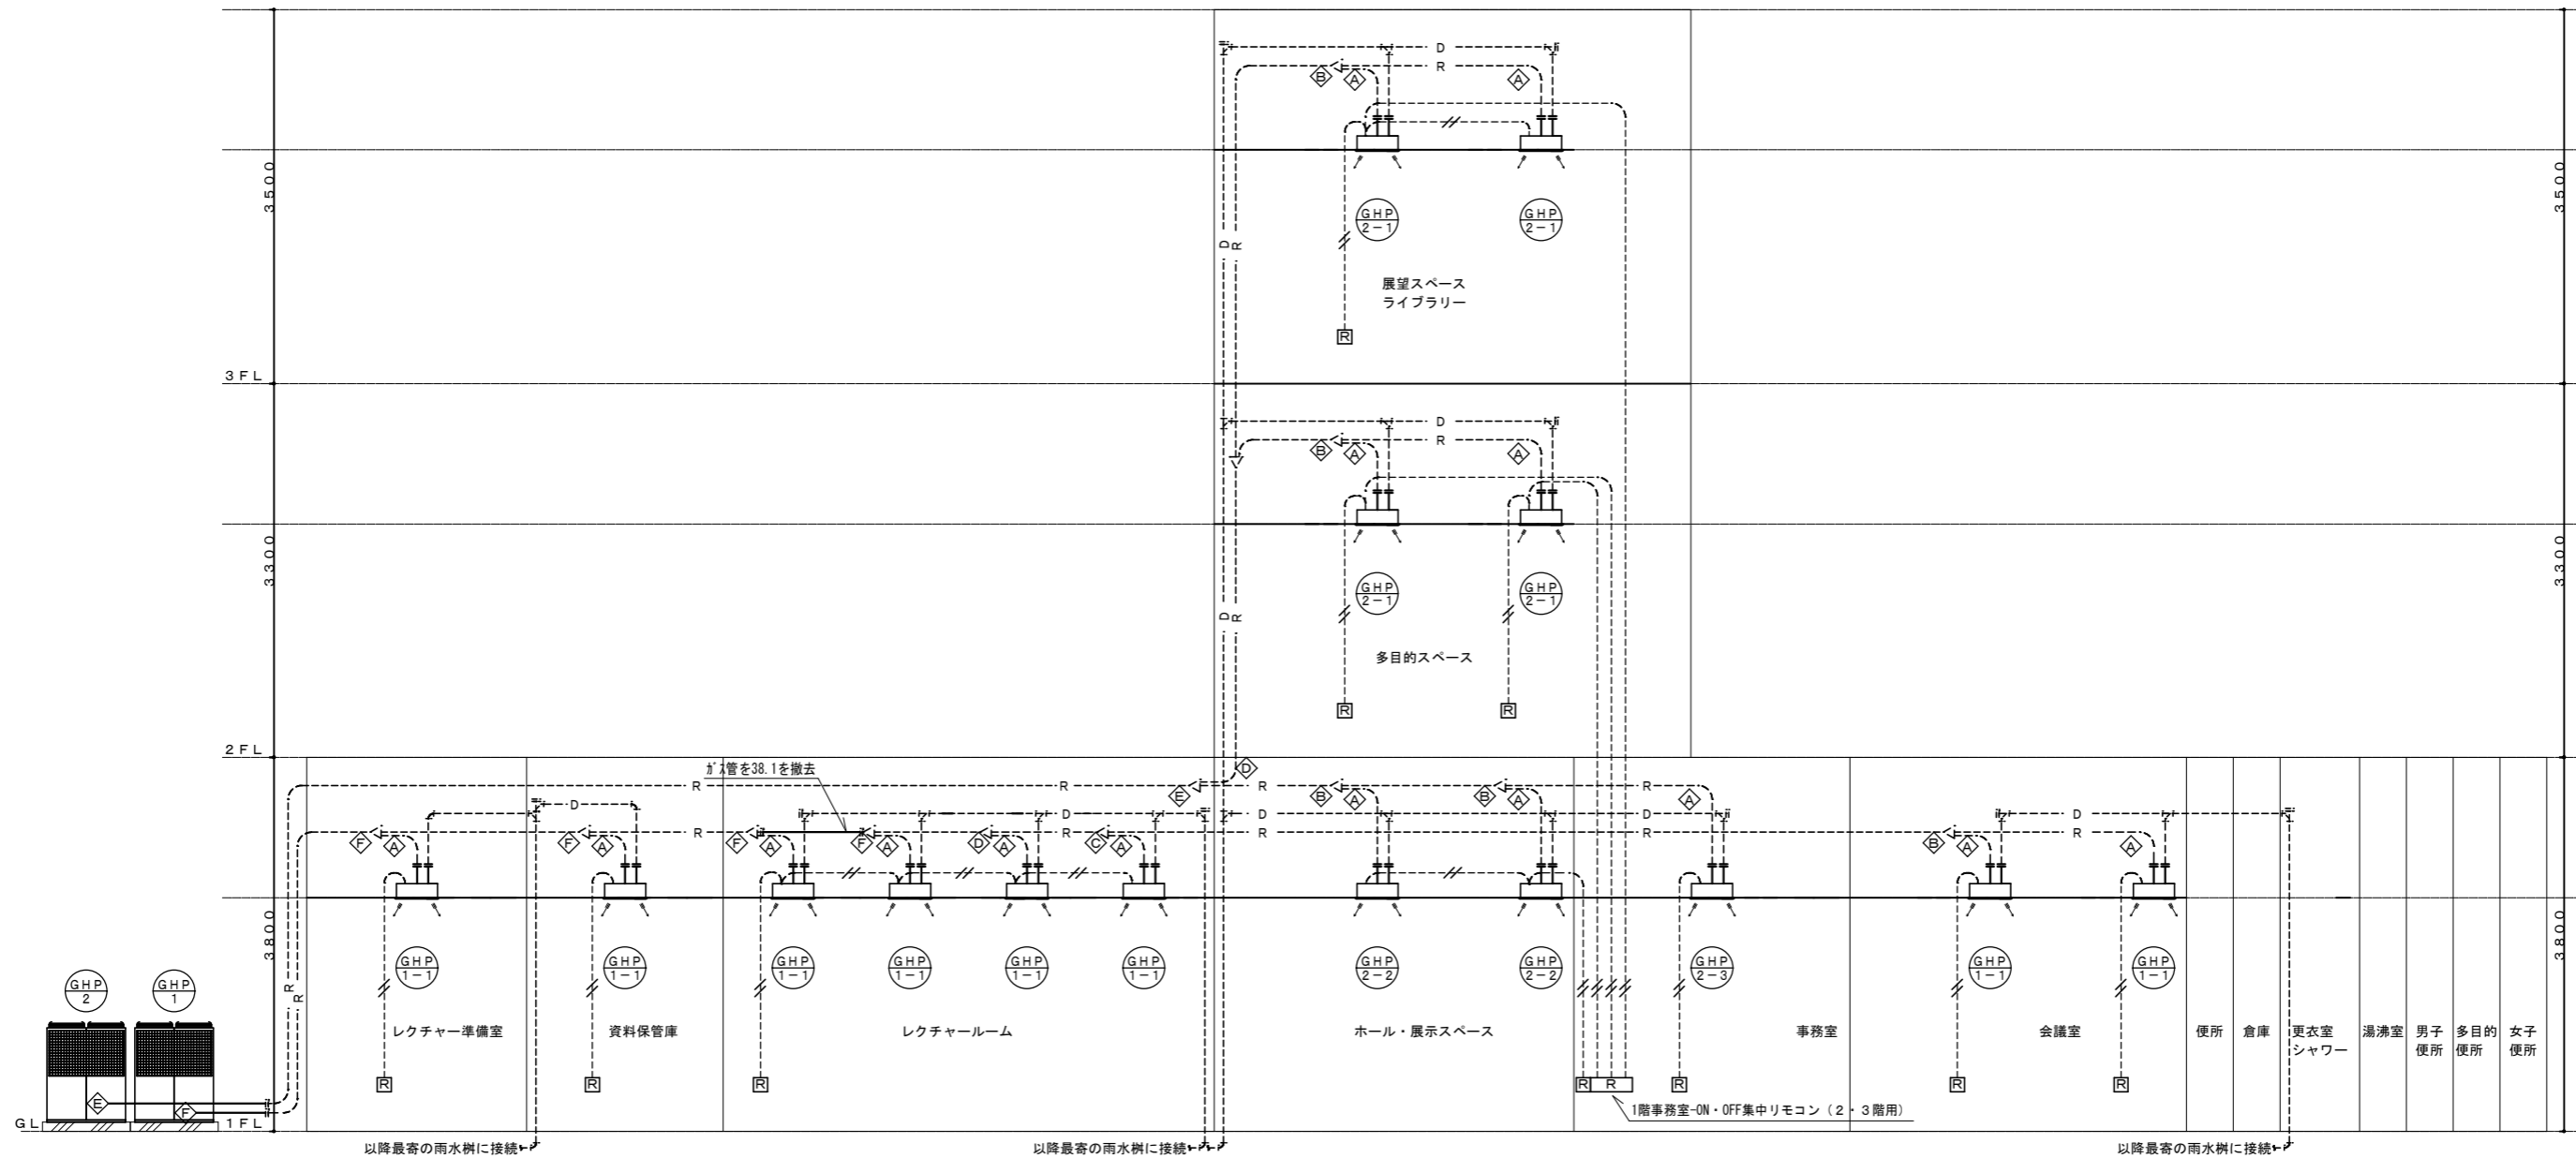 D
B A R A
3500
3500
GHP
2-1
GHP
2-1
D
R
展望スペース
ライブラリー
R
3FL
D
B A R A
3300
3300
GHP
2-1
GHP
2-1
D
R
多目的スペース
R
R
2FL
ガス管を38.1を撤去
D
R R E R B A B A R A
D D D D D
F A F A R F A F A D A R C A R R B A R A
3800
3800
GHP
2
GHP
1
GHP
1-1
GHP
1-1
GHP
1-1
GHP
1-1
GHP
1-1
GHP
1-1
GHP
2-2
GHP
2-2
GHP
2-3
GHP
1-1
GHP
1-1
R
R
レクチャー準備室
資料保管庫
レクチャールーム
ホール・展示スペース
事務室
会議室
便所
倉庫
更衣室
シャワー
湯沸室
男子
便所
多目的
便所
女子
便所
R R R R R R R R
E
F
1階事務室-ON・OFF集中リモコン（2・3階用）
GL
1FL
以降最寄の雨水桝に接続
以降最寄の雨水桝に接続
以降最寄の雨水桝に接続